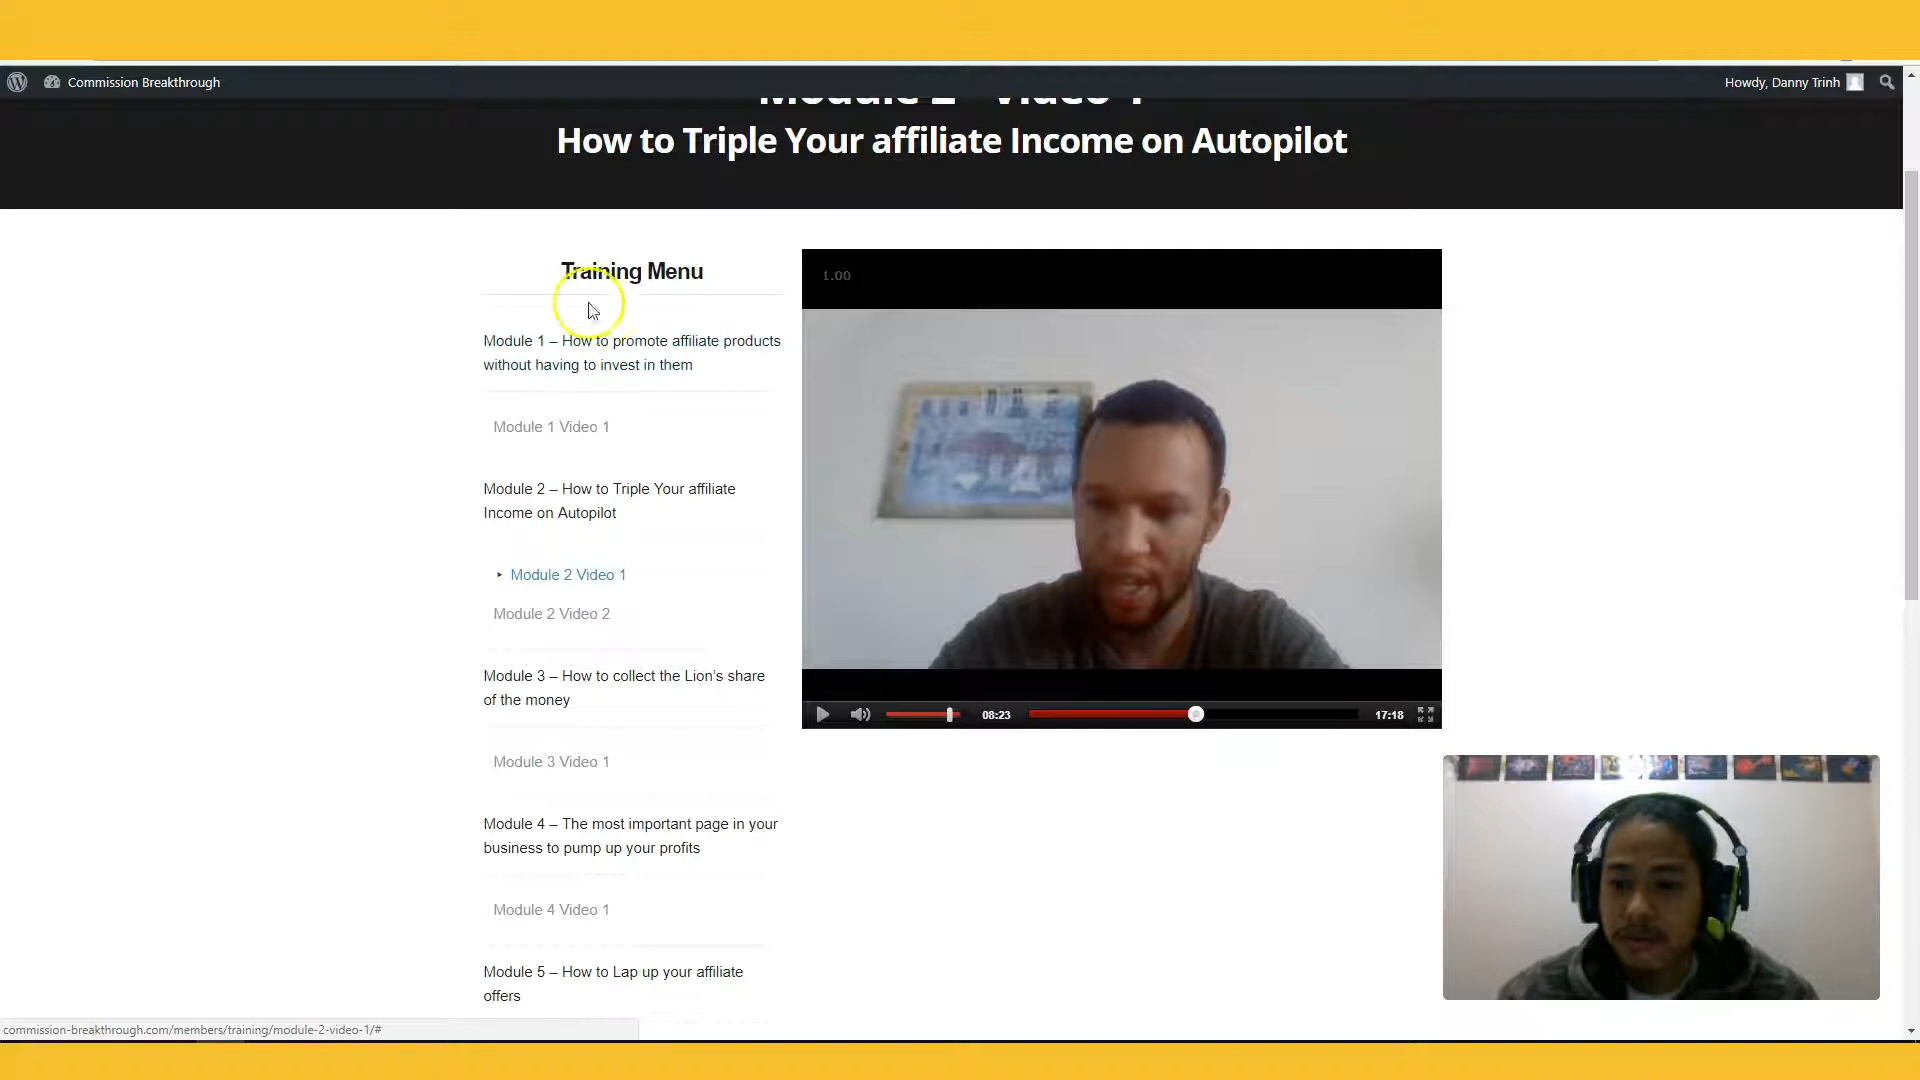 Commission Breakthrough
Howdy, Danny Trinh
Module 2 - Video 1
How to Triple Your affiliate Income on Autopilot
Training Menu
1.00
Module 1 – How to promote affiliate products
without having to invest in them
Module 1 Video 1
Module 2 – How to Triple Your affiliate
Income on Autopilot
Module 2 Video 1
Module 2 Video 2
Module 3 – How to collect the Lion's share
of the money
08:23
17:18
Module 3 Video 1
Module 4 – The most important page in your
business to pump up your profits
Module 4 Video 1
Module 5 – How to Lap up your affiliate
offers
commission-breakthrough.com/members/training/module-2-video-1/#